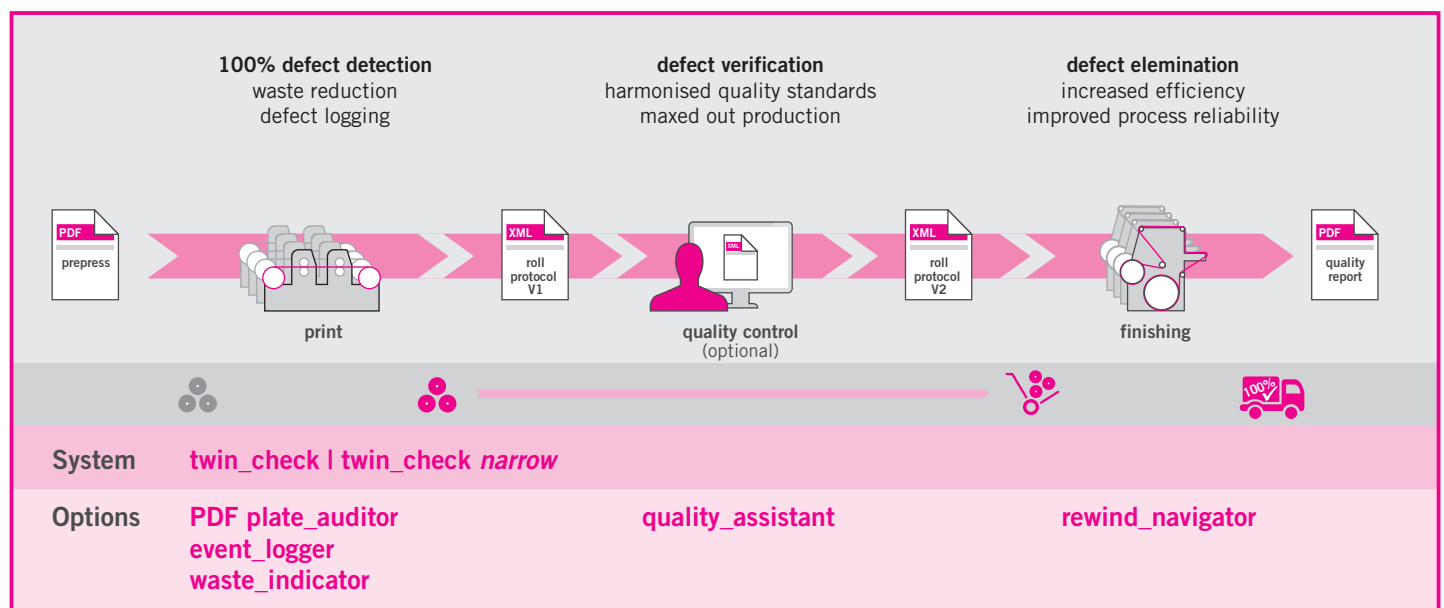 100% defect detection
waste reduction
defect logging
defect verification
harmonised quality standards
maxed out production
defect elemination
increased efficiency
improved process reliability
PDF
prepress
print
XML
roll
protocol
V1
XML
quality control
(optional)
XML
roll
protocol
V2
finishing
PDF
quality
report
100%
System
twin_check | twin_check narrow
Options
PDF plate_auditor
event_logger
waste_indicator
quality_assistant
rewind_navigator